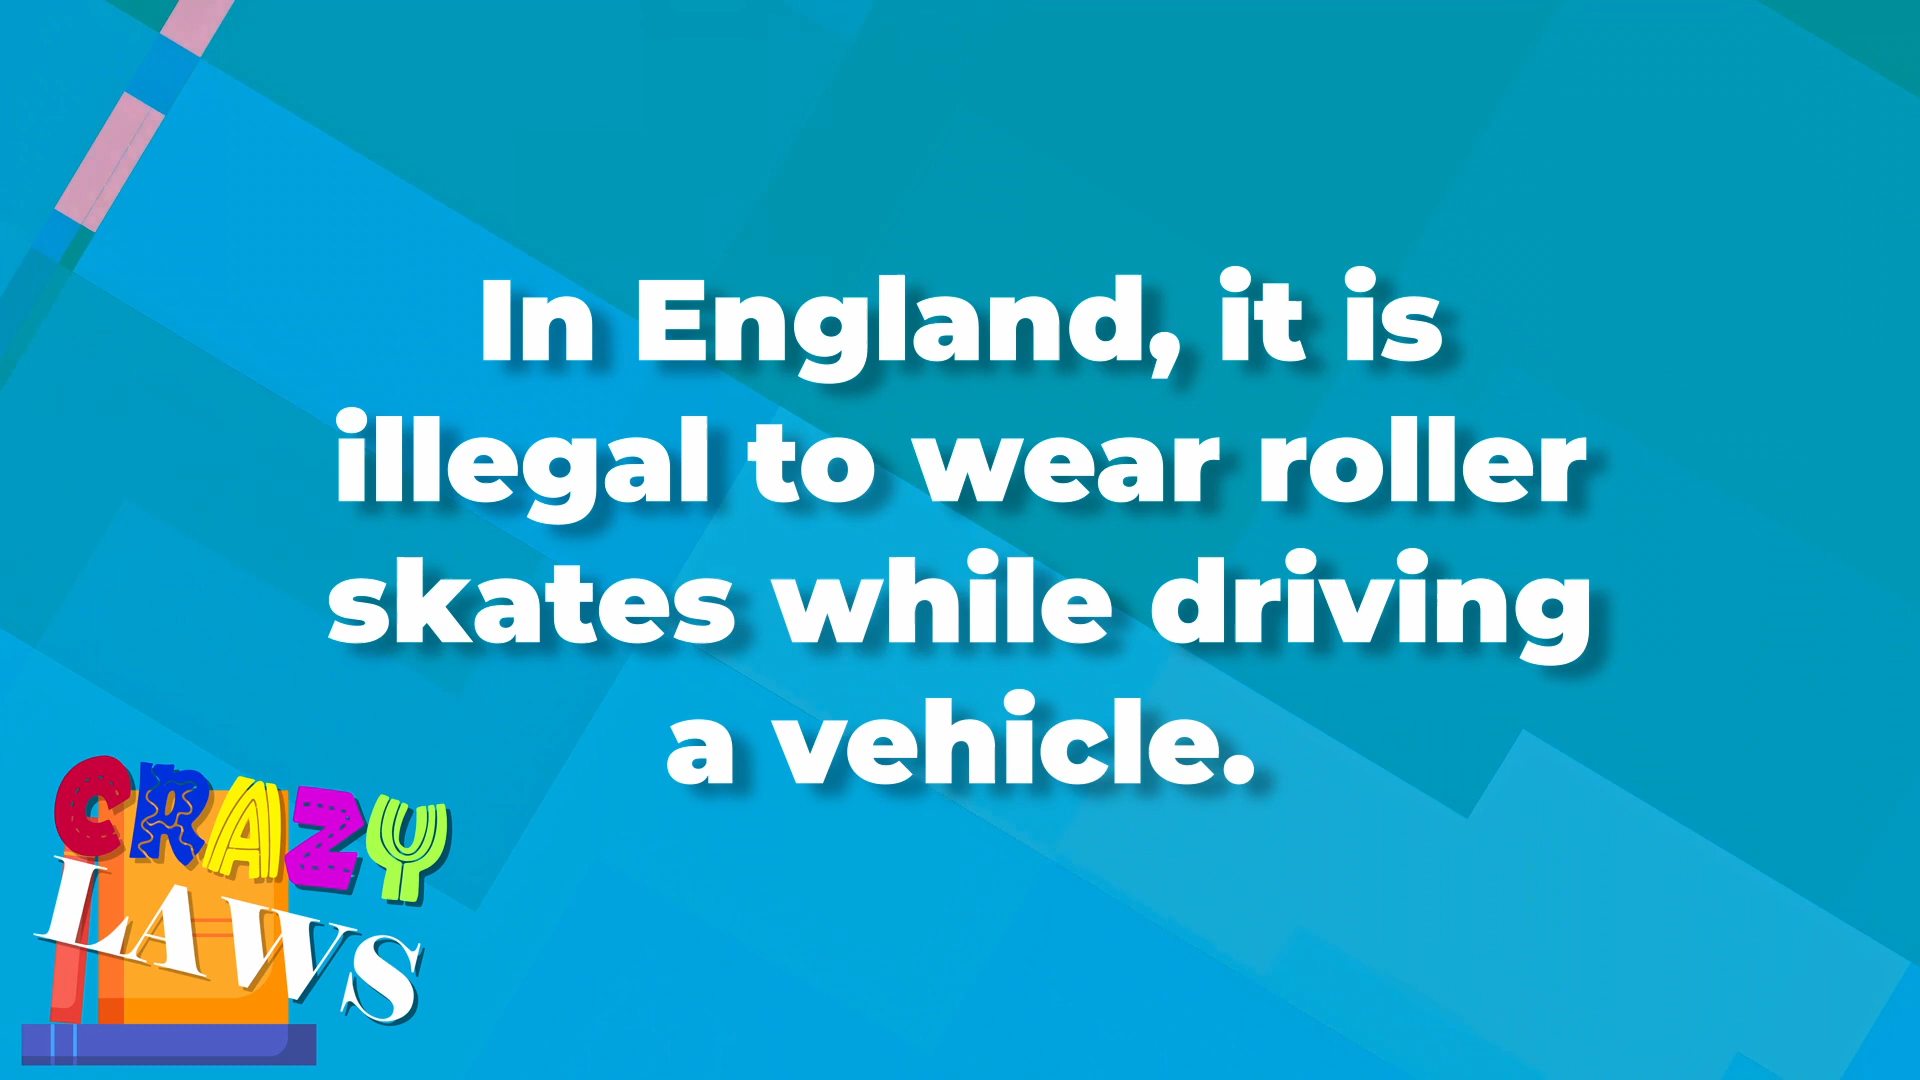 In England, it is
illegal to wear roller
skates while driving
a vehicle.
CRAZY
LAWS